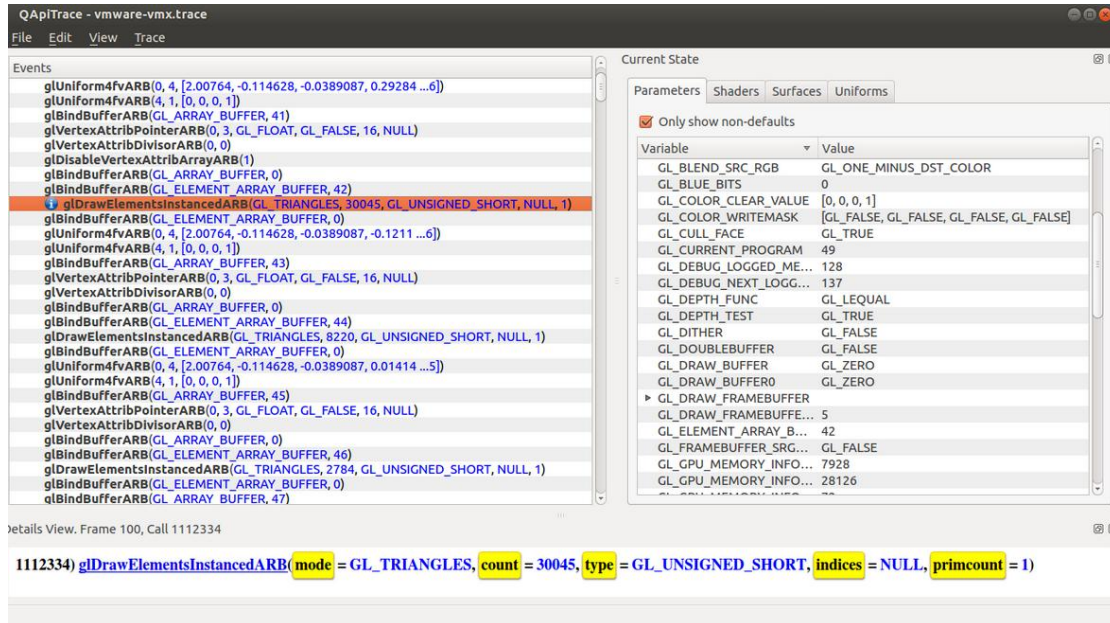 QApiTrace - vmware-vmx.trace
File Edit View Trace
Events
glUniform4fvARB(0, 4, [2.00764, -0.114628, -0.0389087, 0.29284 ...6])
glUniform4fvARB(4, 1, [0, 0, 0, 1])
glBindBufferARB(GL_ARRAY_BUFFER, 41)
glVertexAttribPointerARB(0, 3, GL_FLOAT, GL_FALSE, 16, NULL)
glVertexAttribDivisorARB(0, 0)
glDisableVertexAttribArrayARB(1)
glBindBufferARB(GL_ARRAY_BUFFER, 0)
glBindBufferARB(GL_ELEMENT_ARRAY_BUFFER, 42)
glDrawElementsInstancedARB(GL_TRIANGLES, 30045, GL_UNSIGNED_SHORT, NULL, 1)
glBindBufferARB(GL_ELEMENT_ARRAY_BUFFER, 0)
glUniform4fvARB(0, 4, [2.00764, -0.114628, -0.0389087, -0.1211 ...6])
glUniform4fvARB(4, 1, [0, 0, 0, 1])
glBindBufferARB(GL_ARRAY_BUFFER, 43)
glVertexAttribPointerARB(0, 3, GL_FLOAT, GL_FALSE, 16, NULL)
glVertexAttribDivisorARB(0, 0)
glBindBufferARB(GL_ARRAY_BUFFER, 0)
glBindBufferARB(GL_ELEMENT_ARRAY_BUFFER, 44)
glDrawElementsInstancedARB(GL_TRIANGLES, 8220, GL_UNSIGNED_SHORT, NULL, 1)
glBindBufferARB(GL_ELEMENT_ARRAY_BUFFER, 0)
glUniform4fvARB(0, 4, [2.00764, -0.114628, -0.0389087, 0.01414 ...5])
glUniform4fvARB(4, 1, [0, 0, 0, 1])
glBindBufferARB(GL_ARRAY_BUFFER, 45)
glVertexAttribPointerARB(0, 3, GL_FLOAT, GL_FALSE, 16, NULL)
glVertexAttribDivisorARB(0, 0)
glBindBufferARB(GL_ARRAY_BUFFER, 0)
glBindBufferARB(GL_ELEMENT_ARRAY_BUFFER, 46)
glDrawElementsInstancedARB(GL_TRIANGLES, 2784, GL_UNSIGNED_SHORT, NULL, 1)
glBindBufferARB(GL_ELEMENT_ARRAY_BUFFER, 0)
glBindBufferARB(GL_ARRAY_BUFFER, 47)
Current State
Parameters Shaders Surfaces Uniforms
Only show non-defaults
Variable Value
GL_BLEND_SRC_RGB GL_ONE_MINUS_DST_COLOR
GL_BLUE_BITS 0
GL_COLOR_CLEAR_VALUE [0, 0, 0, 1]
GL_COLOR_WRITEMASK [GL_FALSE, GL_FALSE, GL_FALSE, GL_FALSE]
GL_CULL_FACE GL_TRUE
GL_CURRENT_PROGRAM 49
GL_DEBUG_LOGGED_ME... 128
GL_DEBUG_NEXT_LOGG... 137
GL_DEPTH_FUNC GL_LEQUAL
GL_DEPTH_TEST GL_TRUE
GL_DITHER GL_FALSE
GL_DOUBLEBUFFER GL_FALSE
GL_DRAW_BUFFER GL_ZERO
GL_DRAW_BUFFER0 GL_ZERO
GL_DRAW_FRAMEBUFFER
GL_DRAW_FRAMEBUFFE... 5
GL_ELEMENT_ARRAY_B... 42
GL_FRAMEBUFFER_SRG... GL_FALSE
GL_GPU_MEMORY_INFO... 7928
GL_GPU_MEMORY_INFO... 28126
Details View. Frame 100, Call 1112334
1112334) glDrawElementsInstancedARB(mode = GL_TRIANGLES, count = 30045, type = GL_UNSIGNED_SHORT, indices = NULL, primcount = 1)